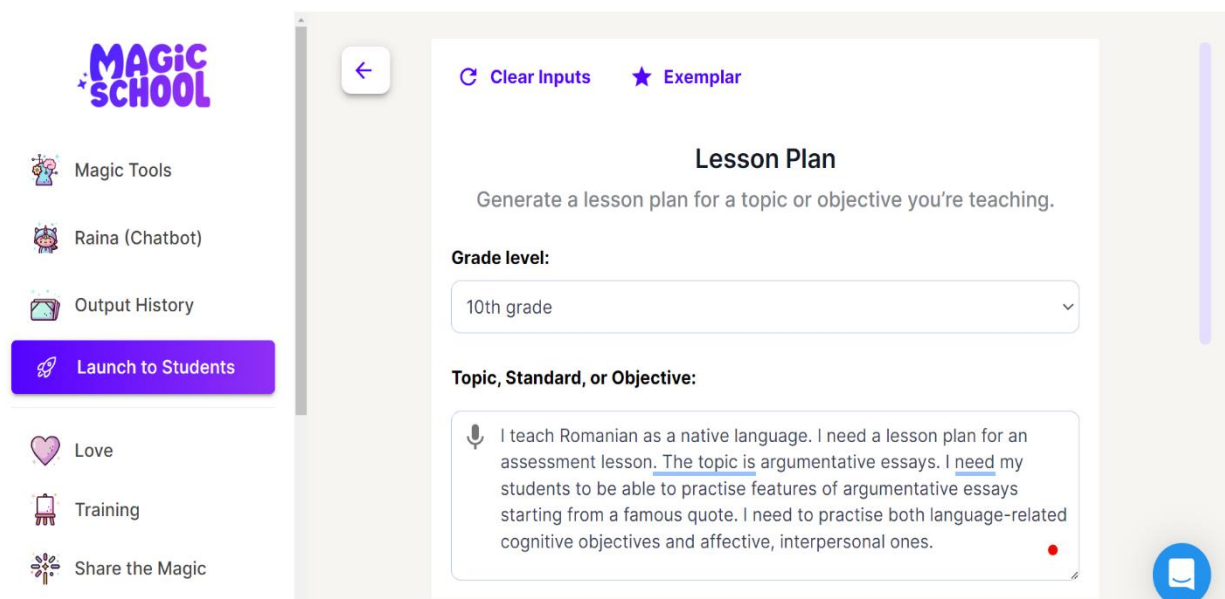 MAGiC
SCHOOL
Magic Tools
Raina (Chatbot)
Output History
Launch to Students
Love
Training
Share the Magic
Clear Inputs
Exemplar
Lesson Plan
Generate a lesson plan for a topic or objective you're teaching.
Grade level:
10th grade
Topic, Standard, or Objective:
I teach Romanian as a native language. I need a lesson plan for an
assessment lesson. The topic is argumentative essays. I need my
students to be able to practise features of argumentative essays
starting from a famous quote. I need to practise both language-related
cognitive objectives and affective, interpersonal ones.